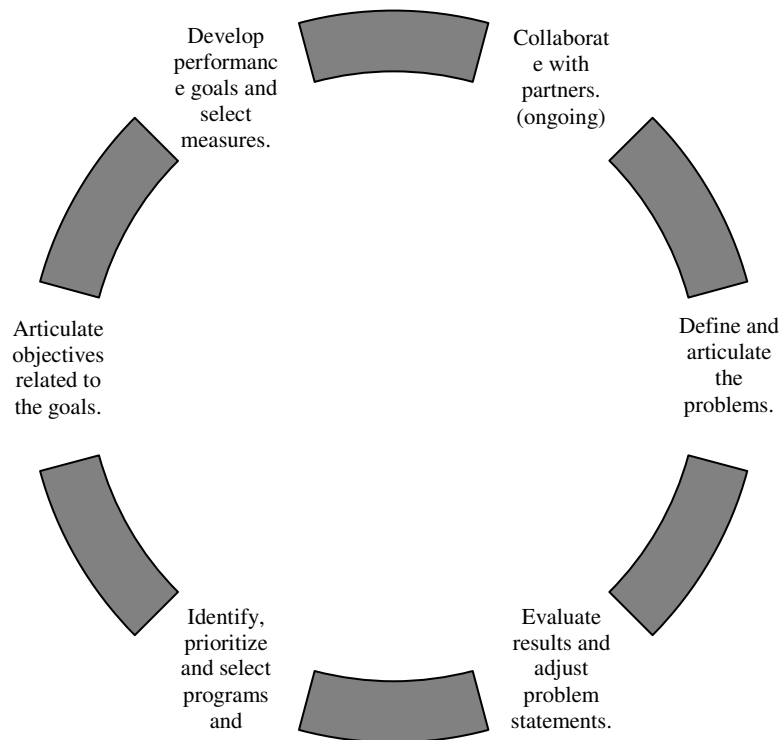 Develop
performanc
e goals and
select
measures.
Collaborat
e with
partners.
(ongoing)
Articulate
objectives
related to
the goals.
Define and
articulate
the
problems.
Identify,
prioritize
and select
programs
and
Evaluate
results and
adjust
problem
statements.